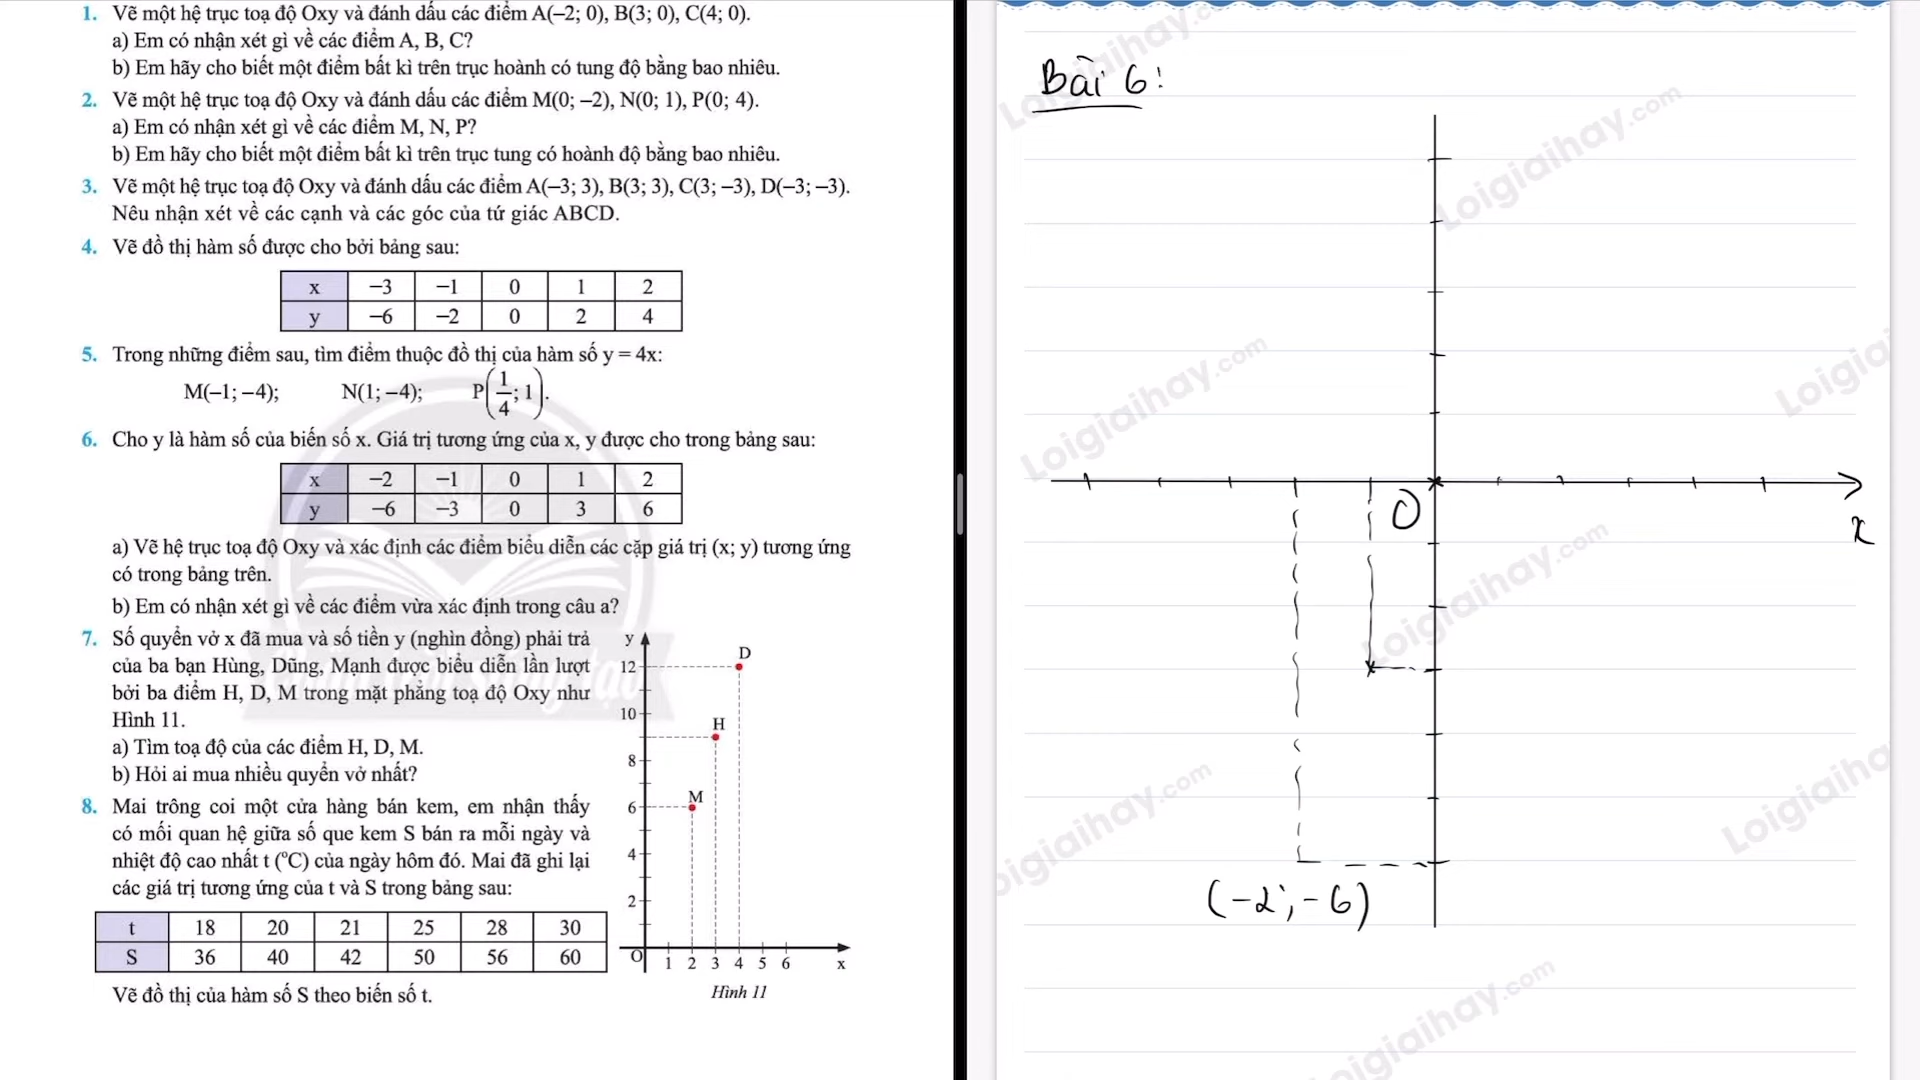 1. Vẽ một hệ trục toạ độ Oxy và đánh dấu các điểm A(–2; 0), B(3; 0), C(4; 0).
a) Em có nhận xét gì về các điểm A, B, C?
b) Em hãy cho biết một điểm bất kì trên trục hoành có tung độ bằng bao nhiêu.
2. Vẽ một hệ trục toạ độ Oxy và đánh dấu các điểm M(0; –2), N(0; 1), P(0; 4).
a) Em có nhận xét gì về các điểm M, N, P?
b) Em hãy cho biết một điểm bất kì trên trục tung có hoành độ bằng bao nhiêu.
3. Vẽ một hệ trục toạ độ Oxy và đánh dấu các điểm A(–3; 3), B(3; 3), C(3; –3), D(–3; –3).
Nêu nhận xét về các cạnh và các góc của tứ giác ABCD.
4. Vẽ đồ thị hàm số được cho bởi bảng sau:
x –3 –1 0 1 2
y –6 –2 0 2 4
5. Trong những điểm sau, tìm điểm thuộc đồ thị của hàm số y = 4x:
M(–1; –4); N(1; –4); P(1/4; 1).
6. Cho y là hàm số của biến số x. Giá trị tương ứng của x, y được cho trong bảng sau:
x –2 –1 0 1 2
y –6 –3 0 3 6
a) Vẽ hệ trục toạ độ Oxy và xác định các điểm biểu diễn các cặp giá trị (x; y) tương ứng
có trong bảng trên.
b) Em có nhận xét gì về các điểm vừa xác định trong câu a?
7. Số quyển vở x đã mua và số tiền y (nghìn đồng) phải trả
của ba bạn Hùng, Dũng, Mạnh được biểu diễn lần lượt
bởi ba điểm H, D, M trong mặt phẳng toạ độ Oxy như
Hình 11.
a) Tìm toạ độ của các điểm H, D, M.
b) Hỏi ai mua nhiều quyển vở nhất?
8. Mai trông coi một cửa hàng bán kem, em nhận thấy
có mối quan hệ giữa số que kem S bán ra mỗi ngày và
nhiệt độ cao nhất t (°C) của ngày hôm đó. Mai đã ghi lại
các giá trị tương ứng của t và S trong bảng sau:
t 18 20 21 25 28 30
S 36 40 42 50 56 60
Vẽ đồ thị của hàm số S theo biến số t.
y
D
12
10
H
8
M
6
4
2
O 1 2 3 4 5 6 x
Hình 11
Bài 6:
O
x
(-2; -6)
Loigiaihay.com
Loigiaihay.com
Loigiaihay.com
Loigiaihay.com
Loigiaihay.com